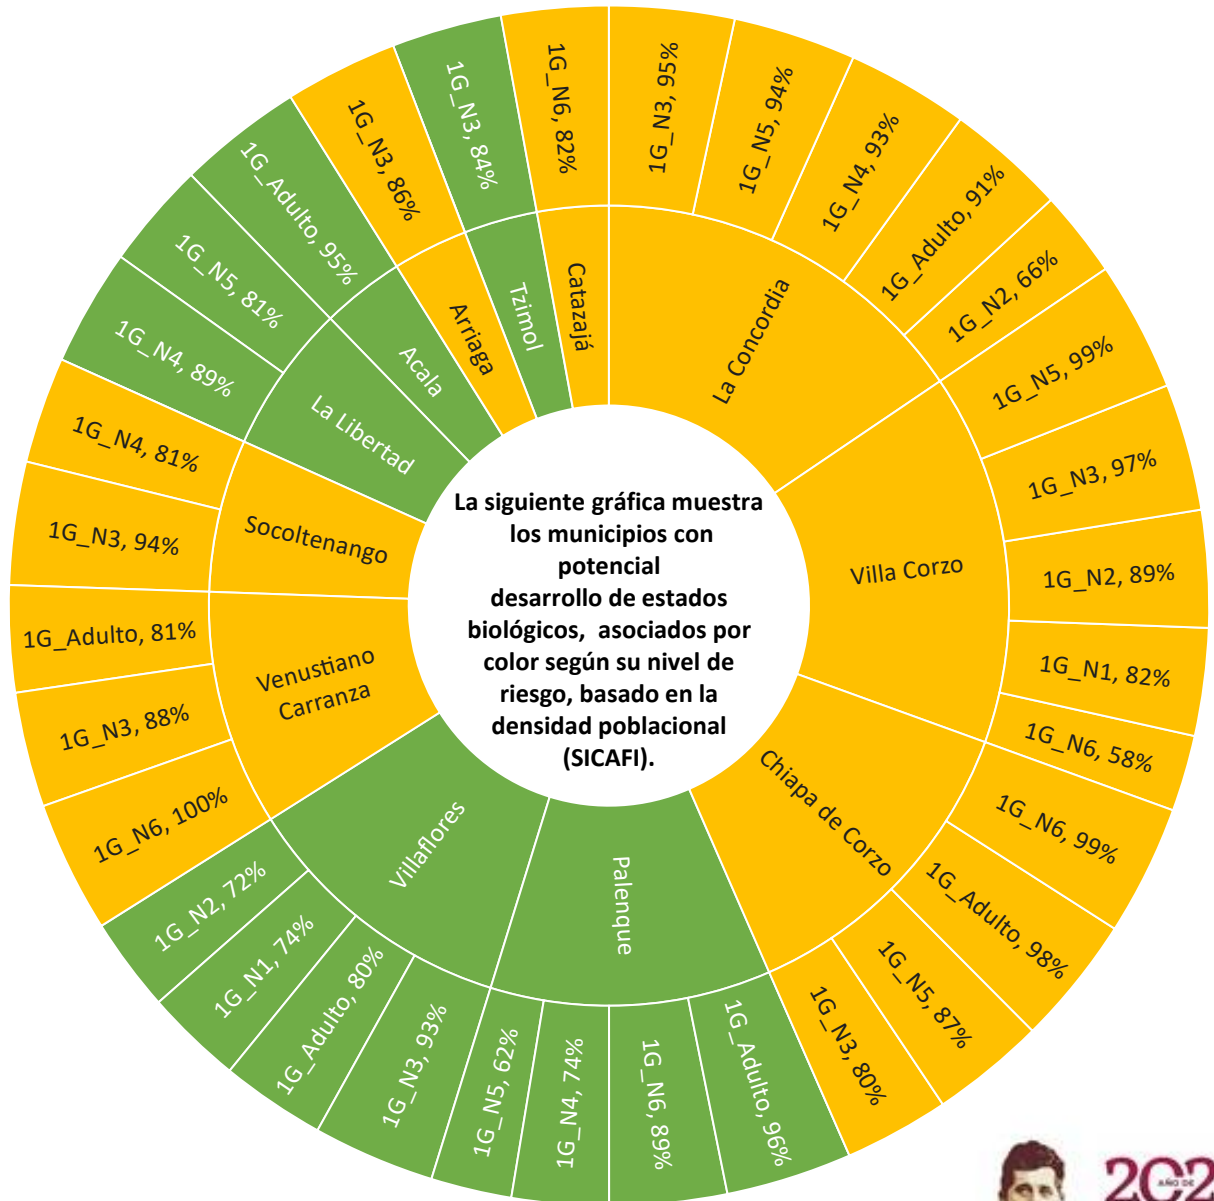 La siguiente gráfica muestra
los municipios con
potencial
desarrollo de estados
biológicos, asociados por
color según su nivel de
riesgo, basado en la
densidad poblacional
(SICAFI).
La Concordia
1G_N3, 95%
1G_N5, 94%
1G_N4, 93%
1G_Adulto, 91%
1G_N2, 66%
Villa Corzo
1G_N5, 99%
1G_N3, 97%
1G_N2, 89%
1G_N1, 82%
1G_N6, 58%
Chiapa de Corzo
1G_N6, 99%
1G_Adulto, 98%
1G_N5, 87%
1G_N3, 80%
Palenque
1G_Adulto, 96%
1G_N6, 89%
1G_N4, 74%
1G_N5, 62%
Villaflores
1G_N3, 93%
1G_Adulto, 80%
1G_N1, 74%
1G_N2, 72%
Venustiano
Carranza
1G_N6, 100%
1G_N3, 88%
1G_Adulto, 81%
Socoltenango
1G_N3, 94%
1G_N4, 81%
La Libertad
1G_N4, 89%
1G_N5, 81%
Acala
1G_Adulto, 95%
Arriaga
1G_N3, 86%
Tzimol
1G_N3, 84%
Catazajá
1G_N6, 82%
202
AÑO DE